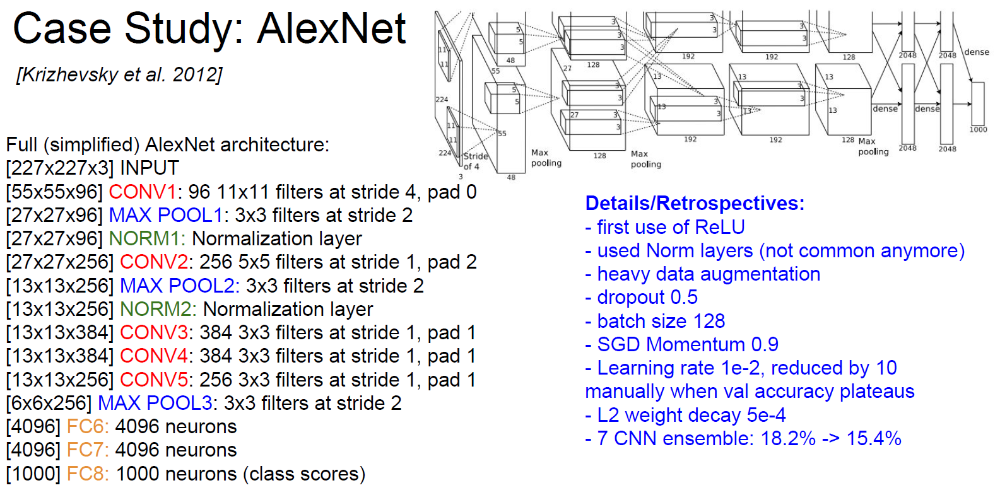 Case Study: AlexNet
[Krizhevsky et al. 2012]
Full (simplified) AlexNet architecture:
[227x227x3] INPUT
[55x55x96] CONV1: 96 11x11 filters at stride 4, pad 0
[27x27x96] MAX POOL1: 3x3 filters at stride 2
[27x27x96] NORM1: Normalization layer
[27x27x256] CONV2: 256 5x5 filters at stride 1, pad 2
[13x13x256] MAX POOL2: 3x3 filters at stride 2
[13x13x256] NORM2: Normalization layer
[13x13x384] CONV3: 384 3x3 filters at stride 1, pad 1
[13x13x384] CONV4: 384 3x3 filters at stride 1, pad 1
[13x13x256] CONV5: 256 3x3 filters at stride 1, pad 1
[6x6x256] MAX POOL3: 3x3 filters at stride 2
[4096] FC6: 4096 neurons
[4096] FC7: 4096 neurons
[1000] FC8: 1000 neurons (class scores)
5 3 3 3
11 5 3 3 3
11 48 128 192 192 128 2048 2048 dense
55 27 13 13 13
5 3 3
224 5 3 3 3
27 3 13 3 13 13 dense dense
11 3 1000
11 55 192 192 128 2048 2048
224 Stride of 4
Max pooling
128
Max pooling
Max pooling
3 48
Details/Retrospectives:
- first use of ReLU
- used Norm layers (not common anymore)
- heavy data augmentation
- dropout 0.5
- batch size 128
- SGD Momentum 0.9
- Learning rate 1e-2, reduced by 10
manually when val accuracy plateaus
- L2 weight decay 5e-4
- 7 CNN ensemble: 18.2% -> 15.4%